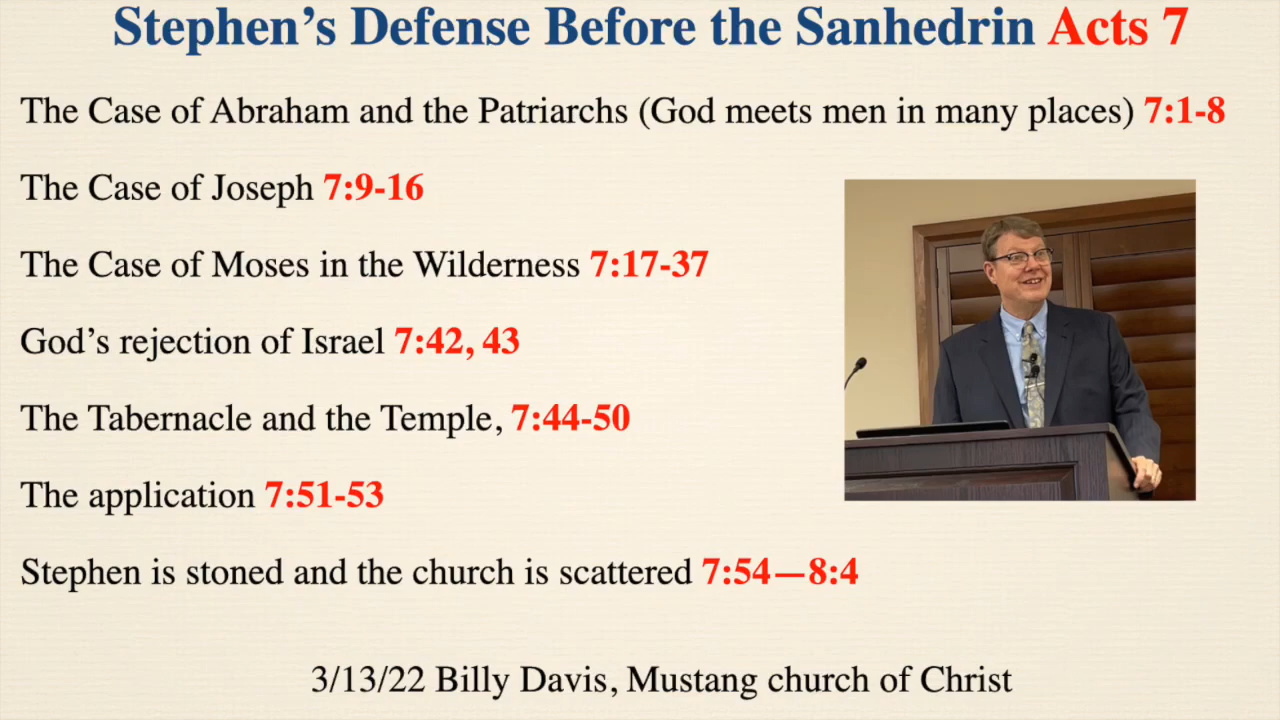 Stephen’s Defense Before the Sanhedrin Acts 7
The Case of Abraham and the Patriarchs (God meets men in many places) 7:1-8
The Case of Joseph 7:9-16
The Case of Moses in the Wilderness 7:17-37
God’s rejection of Israel 7:42, 43
The Tabernacle and the Temple, 7:44-50
The application 7:51-53
Stephen is stoned and the church is scattered 7:54—8:4
3/13/22 Billy Davis, Mustang church of Christ